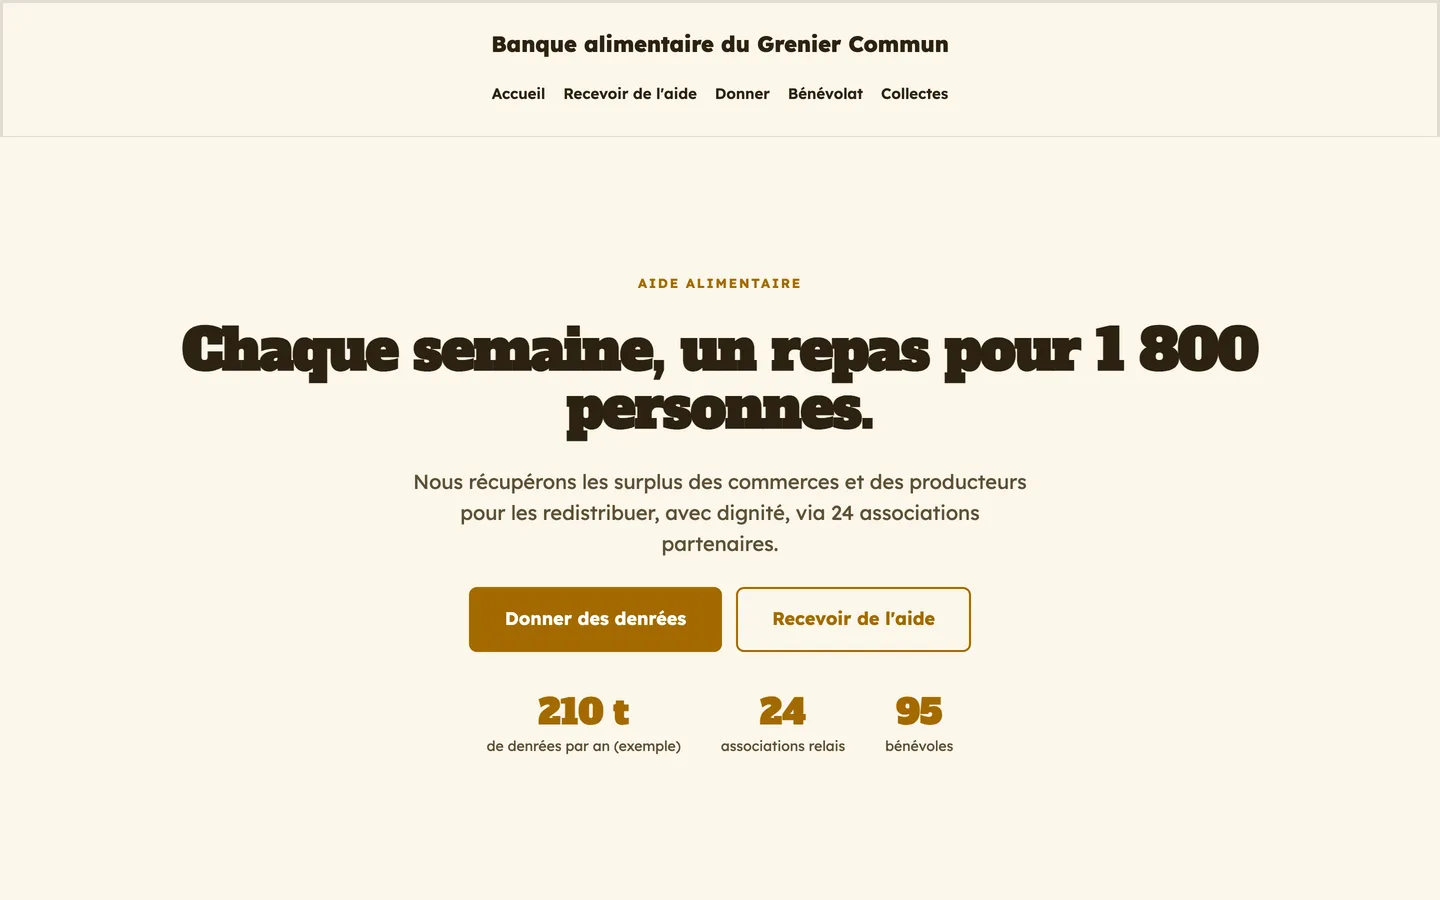 Banque alimentaire du Grenier Commun
Accueil Recevoir de l'aide Donner Bénévolat Collectes
AIDE ALIMENTAIRE
Chaque semaine, un repas pour 1 800
personnes.
Nous récupérons les surplus des commerces et des producteurs
pour les redistribuer, avec dignité, via 24 associations
partenaires.
Donner des denrées Recevoir de l'aide
210 t 24 95
de denrées par an (exemple) associations relais bénévoles